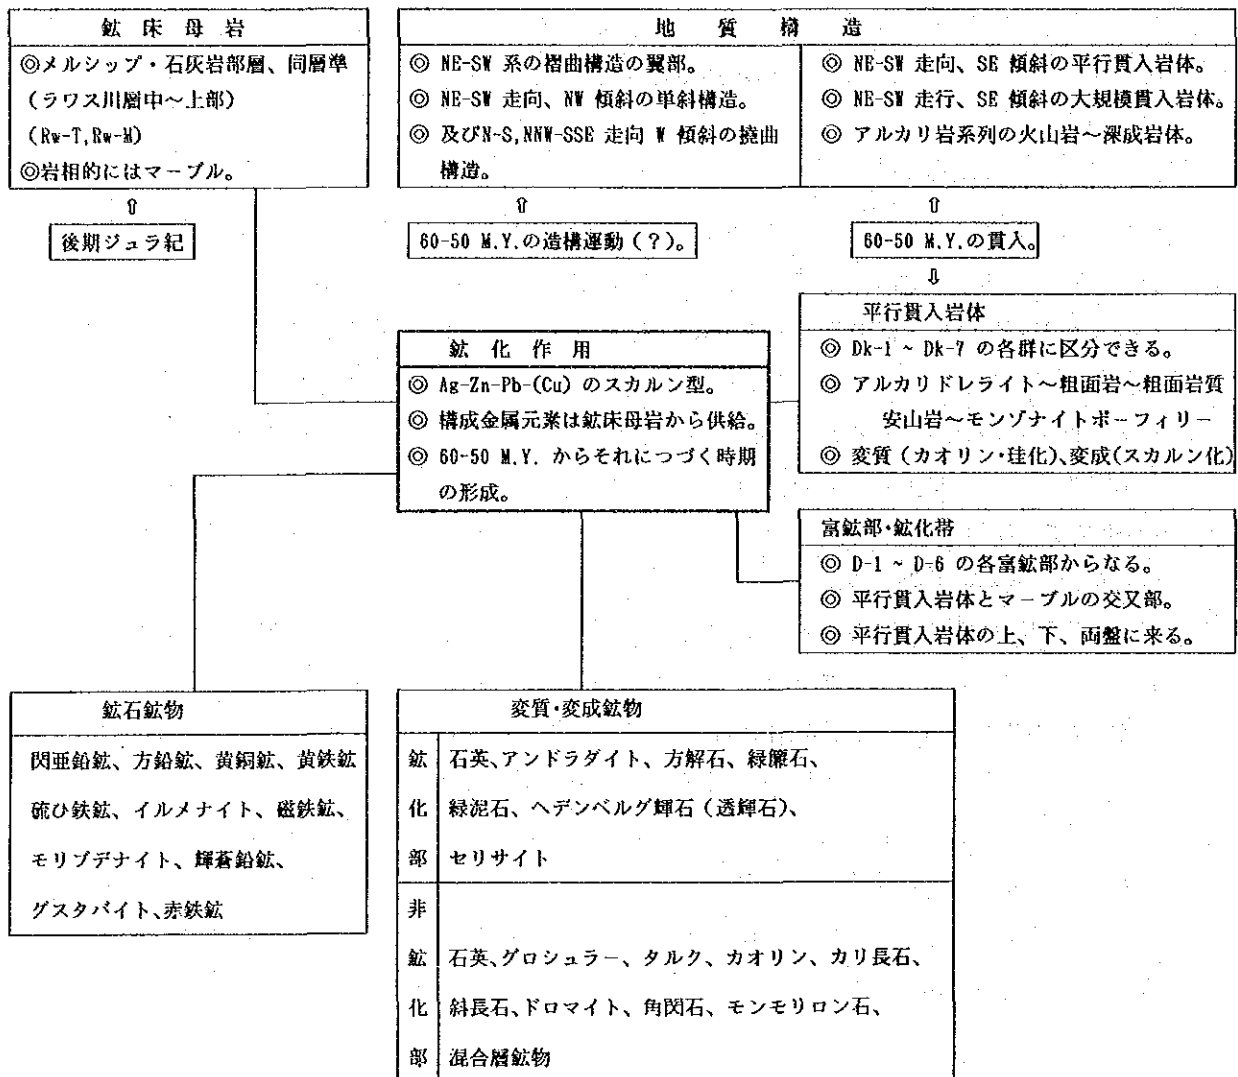 鉱床母岩
◎メルシップ・石灰岩部層、同層準
(ラワス川層中～上部)
(Rw-T,Rw-M)
◎岩相的にはマーブル。
後期ジュラ紀
地質構造
◎ NE-SW 系の褶曲構造の翼部。
◎ NE-SW 走向、NW 傾斜の単斜構造。
◎ 及びN-S,NNW-SSE 走向 W 傾斜の撓曲
構造。
◎ NE-SW 走向、SE 傾斜の平行貫入岩体。
◎ NE-SW 走行、SE 傾斜の大規模貫入岩体。
◎ アルカリ岩系列の火山岩～深成岩体。
⇧
⇧
⇧
60-50 M.Y.の造構運動(?)。
60-50 M.Y.の貫入。
⇩
平行貫入岩体
◎ Dk-1 ~ Dk-7 の各群に区分できる。
◎ アルカリドレライト～粗面岩～粗面岩質
安山岩～モンゾナイトポーフィリー
◎ 変質(カオリン・珪化)、変成(スカルン化)
鉱化作用
◎ Ag-Zn-Pb-(Cu) のスカルン型。
◎ 構成金属元素は鉱床母岩から供給。
◎ 60-50 M.Y. からそれにつづく時期
の形成。
富鉱部・鉱化帯
◎ D-1 ~ D-6 の各富鉱部からなる。
◎ 平行貫入岩体とマーブルの交叉部。
◎ 平行貫入岩体の上、下、両盤に来る。
鉱石鉱物
閃亜鉛鉱、方鉛鉱、黄銅鉱、黄鉄鉱
硫ひ鉄鉱、イルメナイト、磁鉄鉱、
モリブデナイト、輝蒼鉛鉱、
グスタバイト、赤鉄鉱
変質・変成鉱物
鉱 石英、アンドラダイト、方解石、緑簾石、
化 緑泥石、ヘデンベルグ輝石(透輝石)、
部 セリサイト
非
鉱 石英、グロシュラー、タルク、カオリン、カリ長石、
化 斜長石、ドロマイト、角閃石、モンモリロン石、
部 混合層鉱物